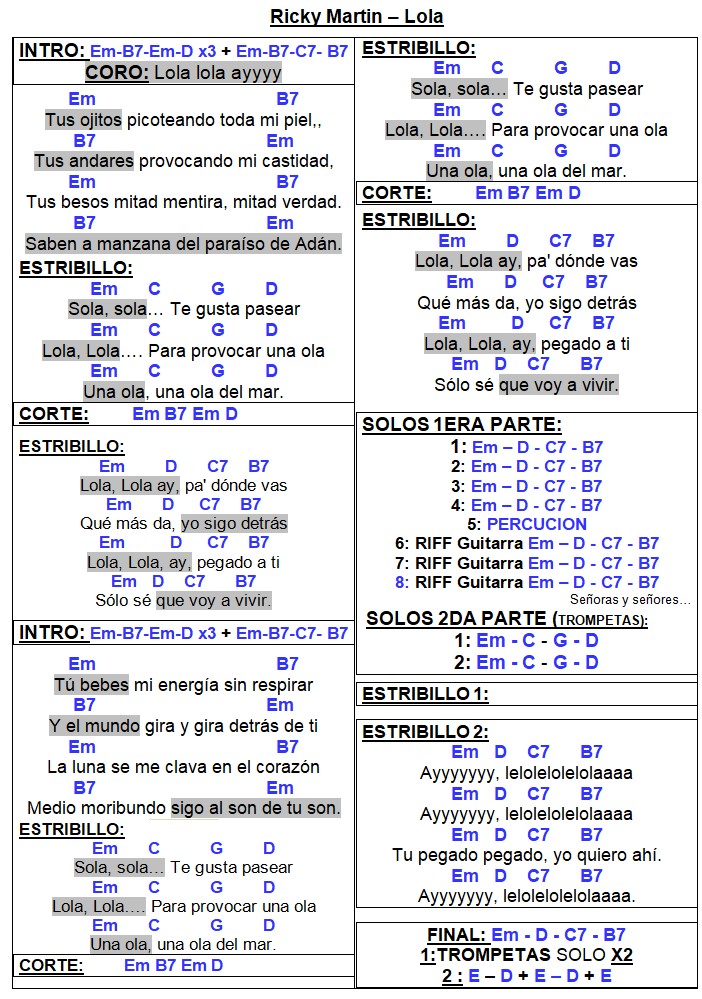 Ricky Martin – Lola
INTRO: Em-B7-Em-D x3 + Em-B7-C7- B7
CORO: Lola lola ayyyy
Em B7
Tus ojitos picoteando toda mi piel,,
B7 Em
Tus andares provocando mi castidad,
Em B7
Tus besos mitad mentira, mitad verdad.
B7 Em
Saben a manzana del paraíso de Adán.
ESTRIBILLO:
Em C G D
Sola, sola… Te gusta pasear
Em C G D
Lola, Lola…. Para provocar una ola
Em C G D
Una ola, una ola del mar.
CORTE: Em B7 Em D
ESTRIBILLO:
Em D C7 B7
Lola, Lola ay, pa' dónde vas
Em D C7 B7
Qué más da, yo sigo detrás
Em D C7 B7
Lola, Lola, ay, pegado a ti
Em D C7 B7
Sólo sé que voy a vivir.
INTRO: Em-B7-Em-D x3 + Em-B7-C7- B7
Em B7
Tú bebes mi energía sin respirar
B7 Em
Y el mundo gira y gira detrás de ti
Em B7
La luna se me clava en el corazón
B7 Em
Medio moribundo sigo al son de tu son.
ESTRIBILLO:
Em C G D
Sola, sola… Te gusta pasear
Em C G D
Lola, Lola…. Para provocar una ola
Em C G D
Una ola, una ola del mar.
CORTE: Em B7 Em D
ESTRIBILLO:
Em C G D
Sola, sola… Te gusta pasear
Em C G D
Lola, Lola…. Para provocar una ola
Em C G D
Una ola, una ola del mar.
CORTE: Em B7 Em D
ESTRIBILLO:
Em D C7 B7
Lola, Lola ay, pa' dónde vas
Em D C7 B7
Qué más da, yo sigo detrás
Em D C7 B7
Lola, Lola, ay, pegado a ti
Em D C7 B7
Sólo sé que voy a vivir.
SOLOS 1ERA PARTE:
1: Em – D - C7 - B7
2: Em – D - C7 - B7
3: Em – D - C7 - B7
4: Em – D - C7 - B7
5: PERCUCION
6: RIFF Guitarra Em – D - C7 - B7
7: RIFF Guitarra Em – D - C7 - B7
8: RIFF Guitarra Em – D - C7 - B7
Señoras y señores…
SOLOS 2DA PARTE (TROMPETAS):
1: Em - C - G - D
2: Em - C - G - D
ESTRIBILLO 1:
ESTRIBILLO 2:
Em D C7 B7
Ayyyyyyy, lelolelolelolaaaa
Em D C7 B7
Ayyyyyyy, lelolelolelolaaaa
Em D C7 B7
Tu pegado pegado, yo quiero ahí.
Em D C7 B7
Ayyyyyyy, lelolelolelolaaaa.
FINAL: Em - D - C7 - B7
1:TROMPETAS SOLO X2
2 : E – D + E – D + E